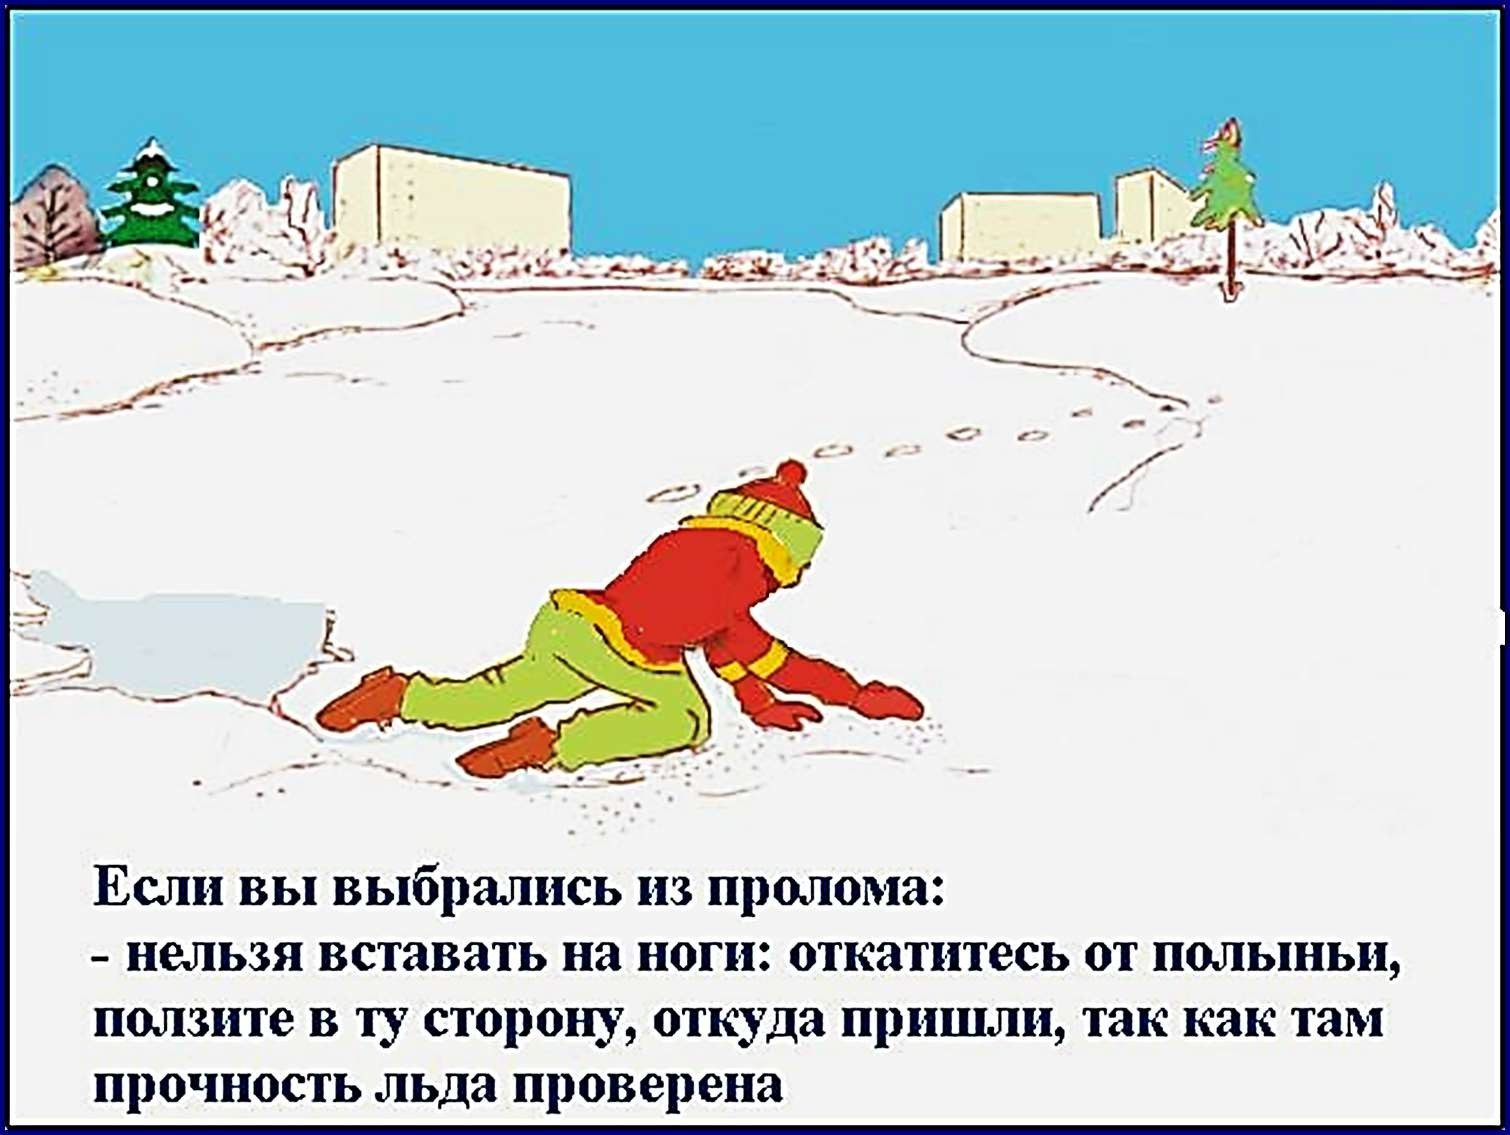 Если вы выбрались из пролома:
- нельзя вставать на ноги: откатитесь от полыньи,
ползите в ту сторону, откуда пришли, так как там
прочность льда проверена